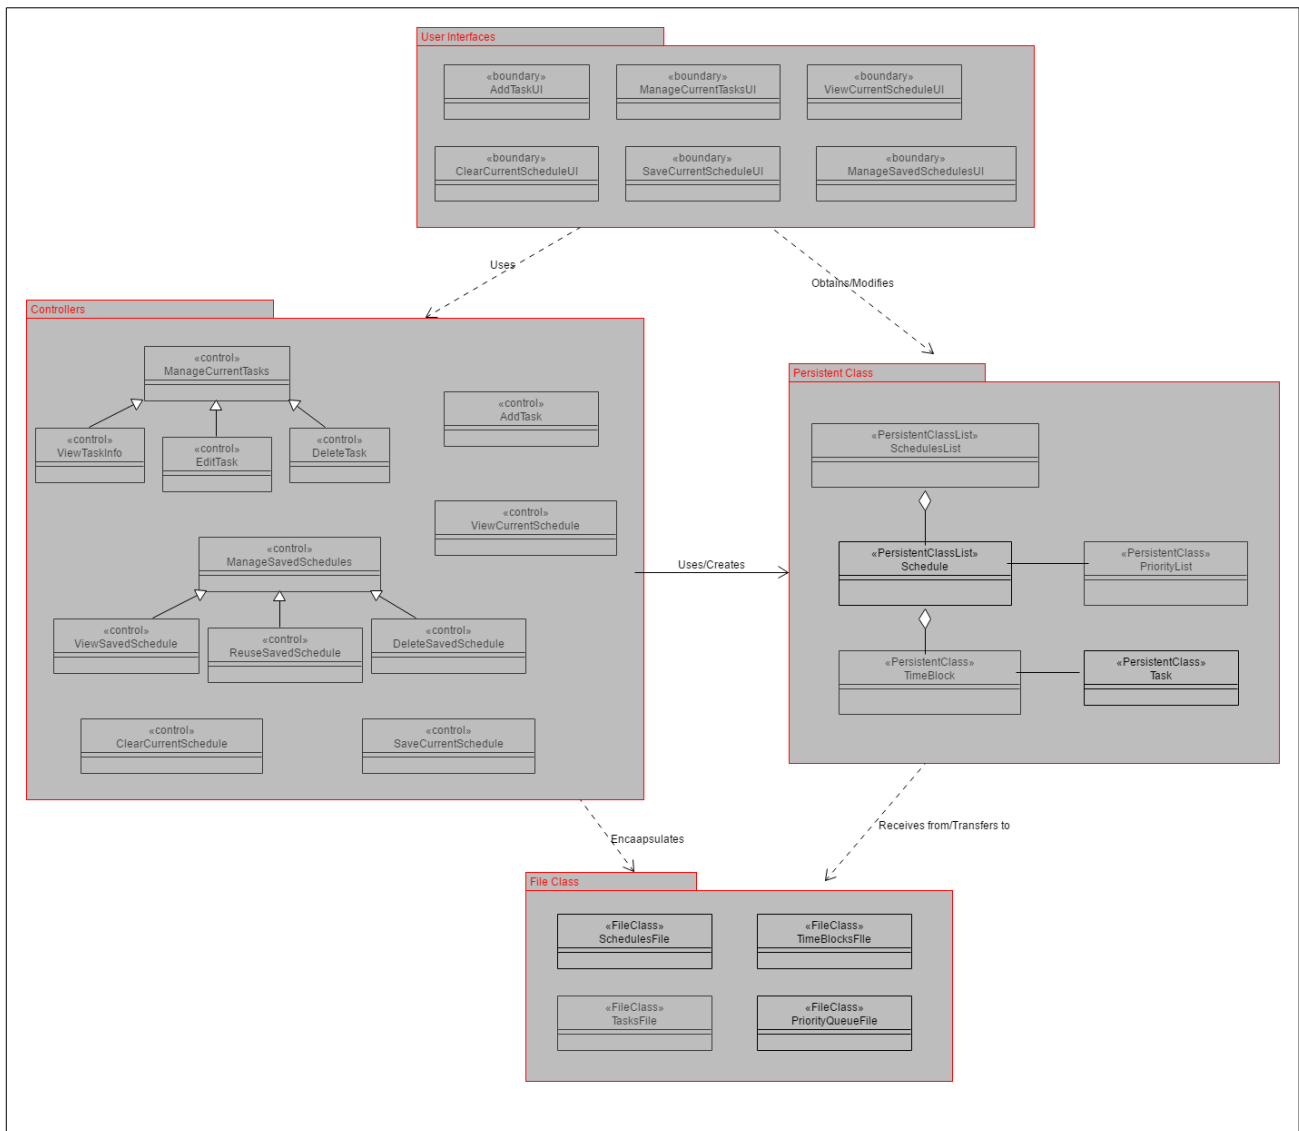 User Interfaces
«boundary»
AddTaskUI
«boundary»
ManageCurrentTasksUI
«boundary»
ViewCurrentScheduleUI
«boundary»
ClearCurrentScheduleUI
«boundary»
SaveCurrentScheduleUI
«boundary»
ManageSavedSchedulesUI
Uses
Obtains/Modifies
Controllers
«control»
ManageCurrentTasks
«control»
AddTask
«control»
ViewTaskInfo
«control»
EditTask
«control»
DeleteTask
«control»
ViewCurrentSchedule
«control»
ManageSavedSchedules
«control»
ViewSavedSchedule
«control»
ReuseSavedSchedule
«control»
DeleteSavedSchedule
«control»
ClearCurrentSchedule
«control»
SaveCurrentSchedule
Uses/Creates
Persistent Class
«PersistentClassList»
SchedulesList
«PersistentClassList»
Schedule
«PersistentClass»
PriorityList
«PersistentClass»
TimeBlock
«PersistentClass»
Task
Encaapsulates
Receives from/Transfers to
File Class
«FileClass»
SchedulesFile
«FileClass»
TimeBlocksFIle
«FileClass»
TasksFile
«FileClass»
PriorityQueueFile